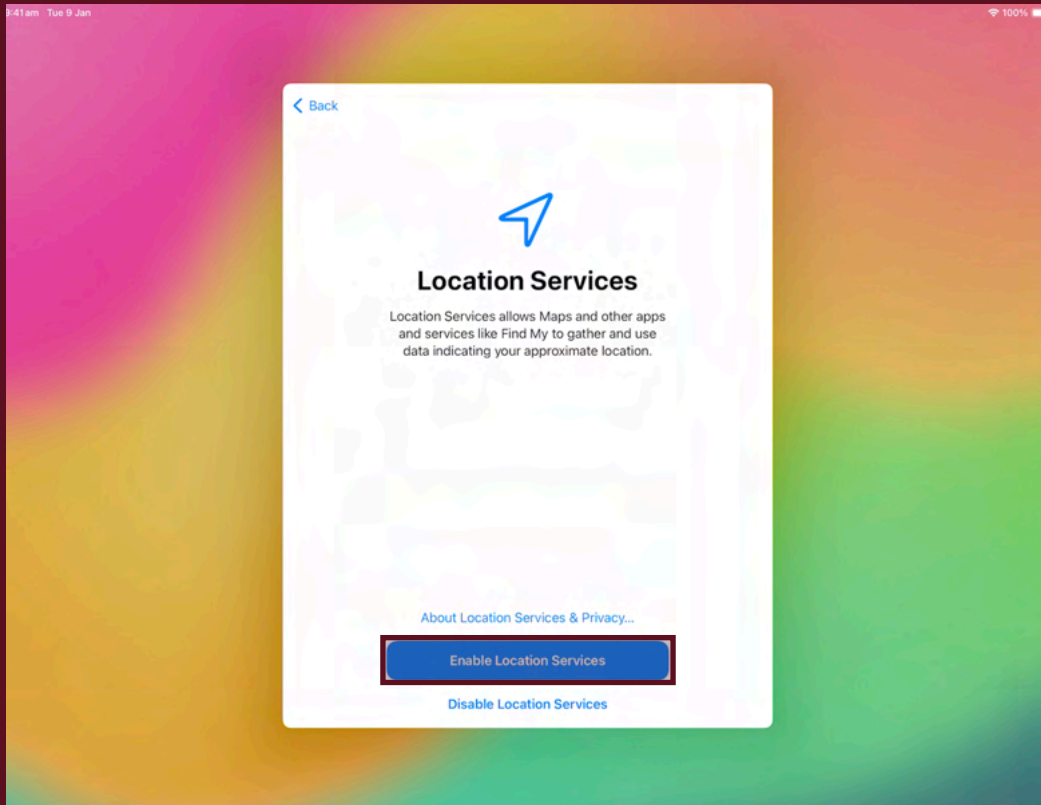 9:41am Tue 9 Jan
100%
Back
Location Services
Location Services allows Maps and other apps
and services like Find My to gather and use
data indicating your approximate location.
About Location Services & Privacy...
Enable Location Services
Disable Location Services